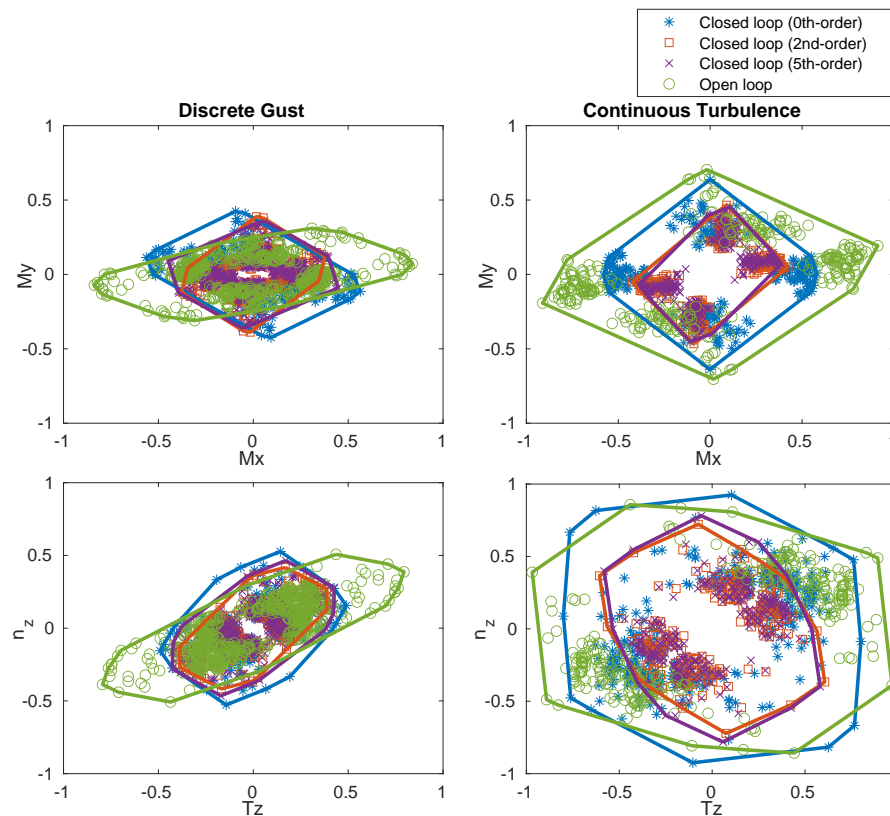 Closed loop (0th-order)
Closed loop (2nd-order)
Closed loop (5th-order)
Open loop
Discrete Gust
Continuous Turbulence
1
0.5
0
-0.5
-1
My
-1 -0.5 0 0.5 1
Mx
1
0.5
0
-0.5
-1
My
-1 -0.5 0 0.5
Mx
1
0.5
0
-0.5
-1
n z
-1 -0.5 0 0.5 1
Tz
1
0.5
0
-0.5
-1
n z
-1 -0.5 0 0.5
Tz